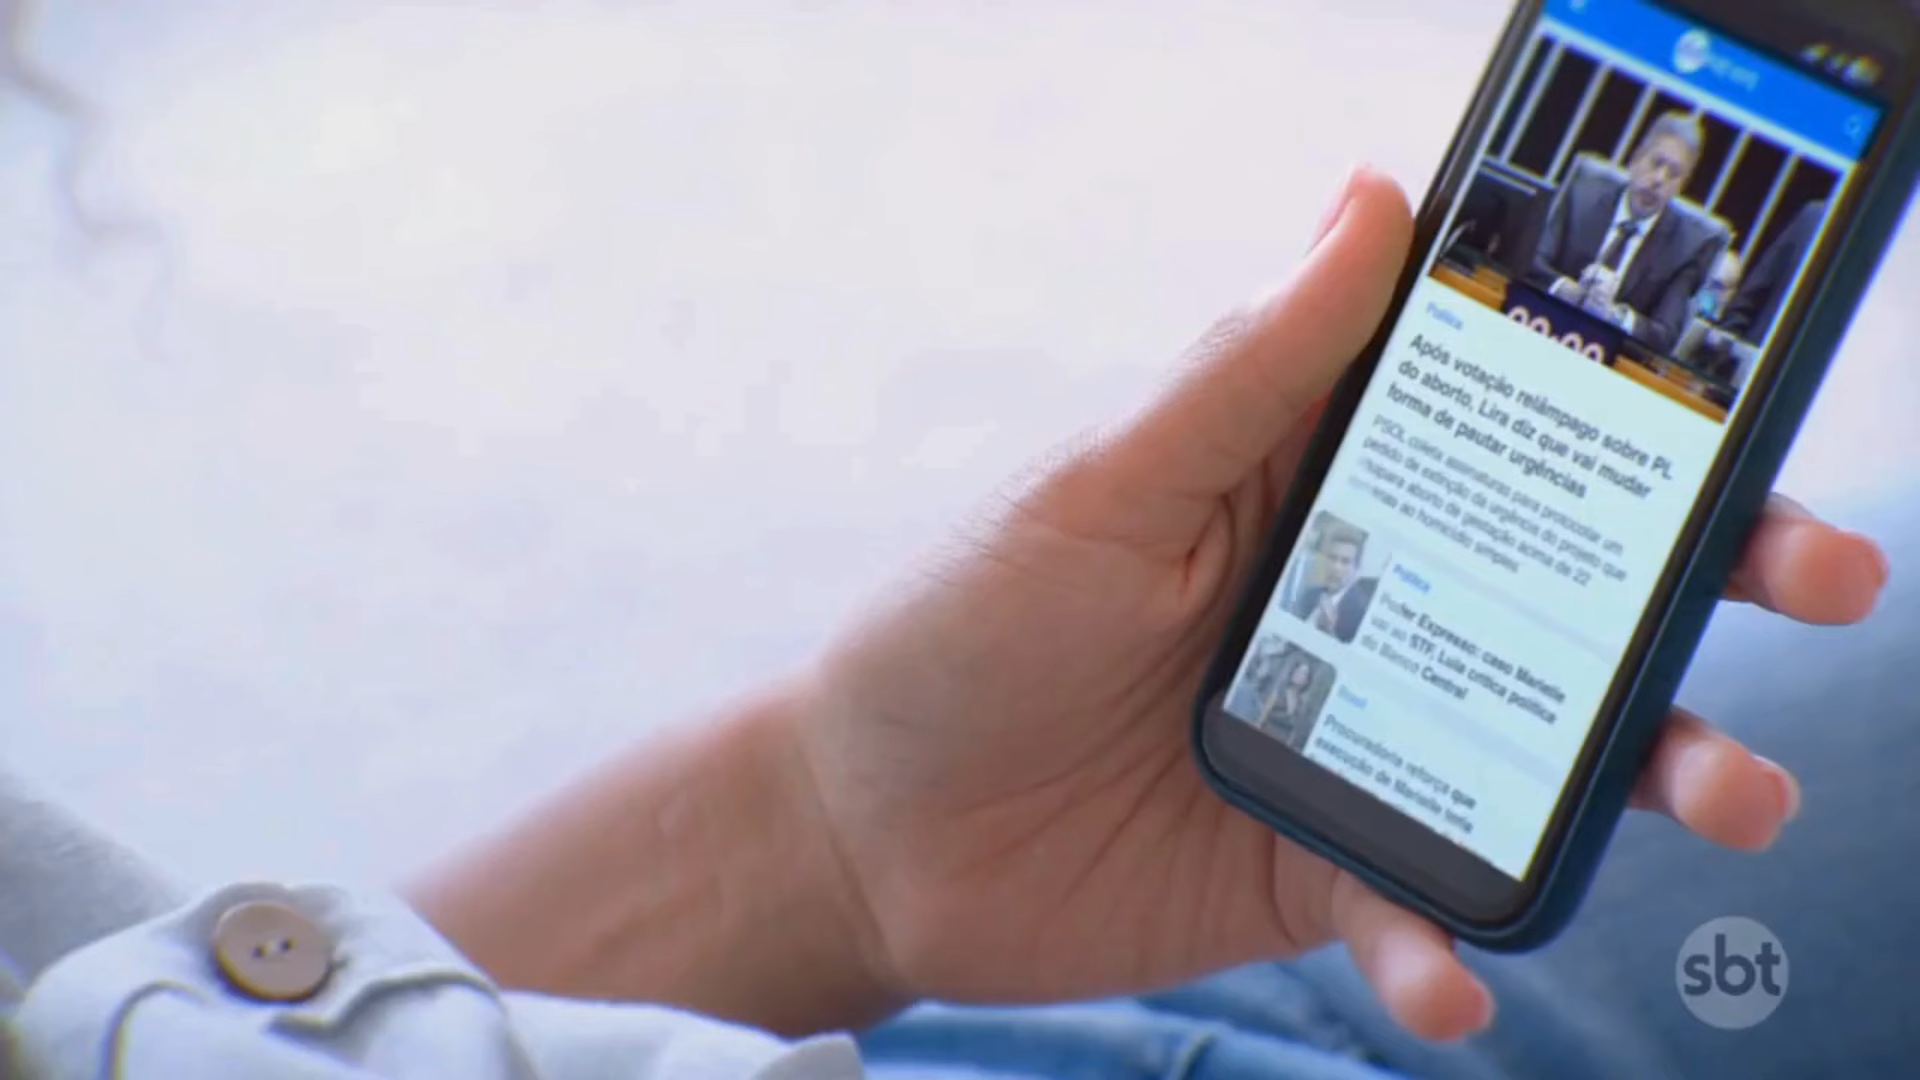 Política
Após votação relâmpago sobre PL
do aborto, Lira diz que vai mudar
forma de pautar urgências
PSOL coleta assinaturas para protocolar um
pedido de extinção da urgência do projeto que
aborto de gestação acima de 22
ao homicídio simples
Política
Poder Expresso: caso Marielle
vai ao STF, Lula critica política
do Banco Central
Brasil
Procuradoria reforça que
execução de Marielle teria
sbt